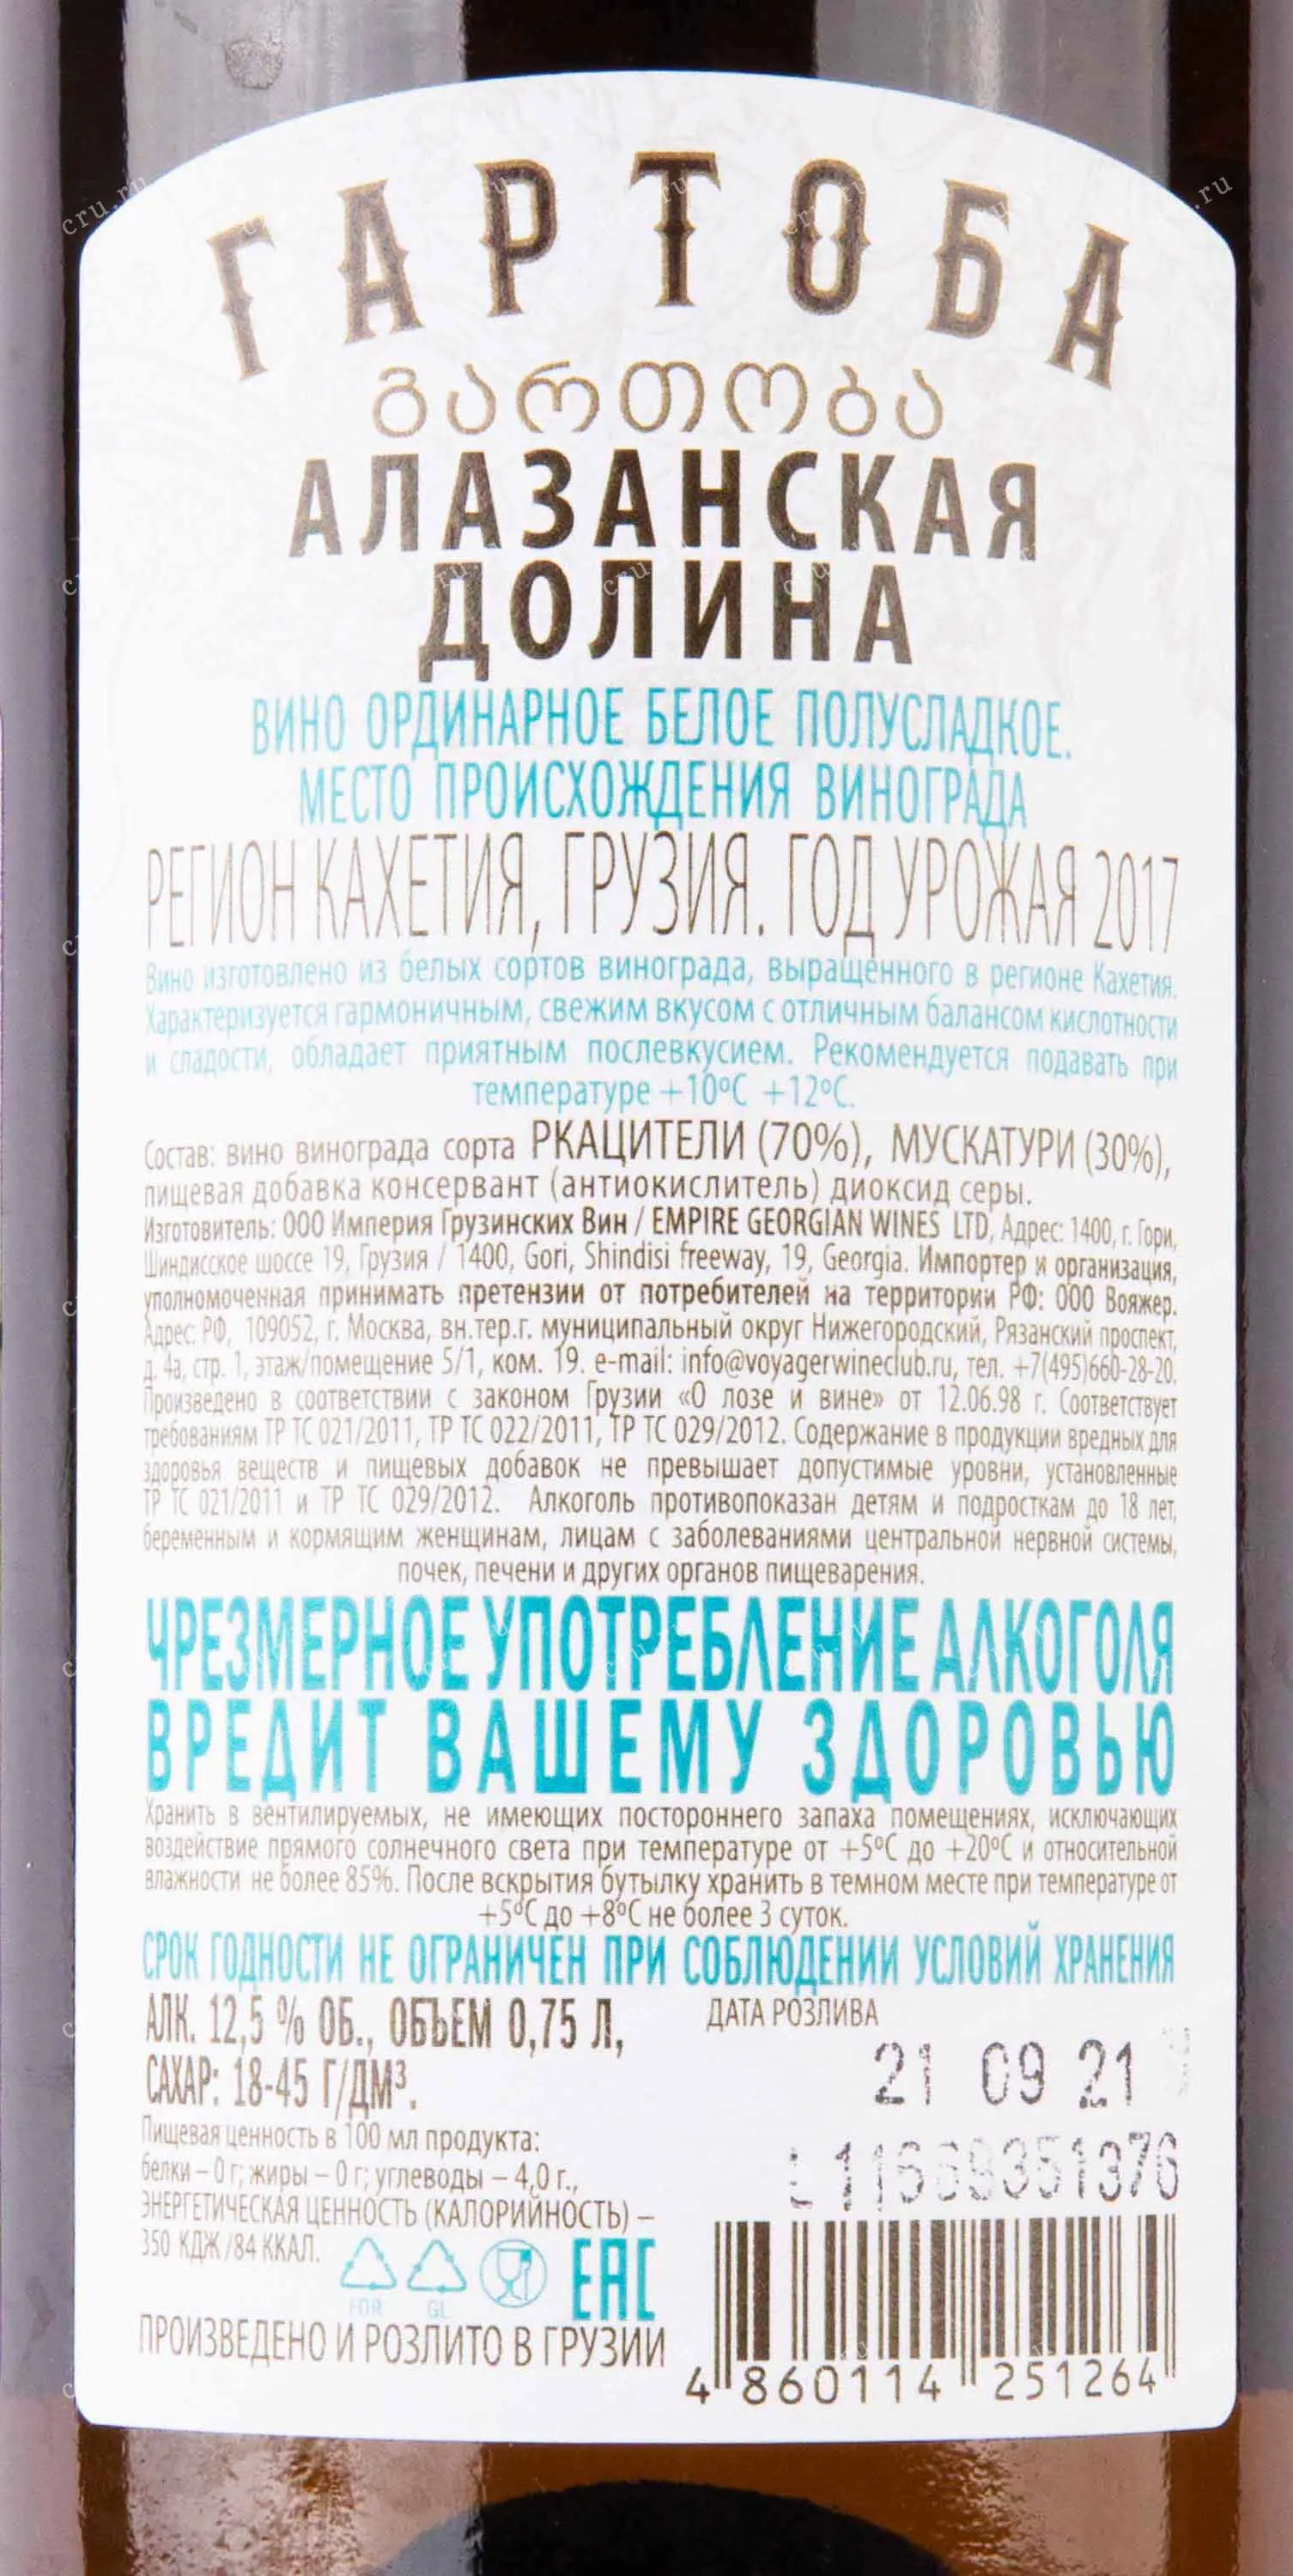 ГАРТОБА
გართობა
АЛАЗАНСКАЯ
ДОЛИНА
ВИНО ОРДИНАРНОЕ БЕЛОЕ ПОЛУСЛАДКОЕ.
МЕСТО ПРОИСХОЖДЕНИЯ ВИНОГРАДА
РЕГИОН КАХЕТИЯ, ГРУЗИЯ. ГОД УРОЖАЯ 2017
Вино изготовлено из белых сортов винограда, выращенного в регионе Кахетия.
Характеризуется гармоничным, свежим вкусом с отличным балансом кислотности
и сладости, обладает приятным послевкусием. Рекомендуется подавать при
температуре +10°С +12°С.
Состав: вино винограда сорта РКАЦИТЕЛИ (70%), МУСКАТУРИ (30%),
пищевая добавка консервант (антиокислитель) диоксид серы.
Изготовитель: ООО Империя Грузинских Вин / EMPIRE GEORGIAN WINES LTD, Адрес: 1400, г. Гори,
Шиндисское шоссе 19, Грузия / 1400, Gori, Shindisi freeway, 19, Georgia. Импортер и организация,
уполномоченная принимать претензии от потребителей на территории РФ: ООО Вояжер.
Адрес: РФ, 109052, г. Москва, вн.тер.г. муниципальный округ Нижегородский, Рязанский проспект,
д. 4а, стр. 1, этаж/помещение 5/1, ком. 19. e-mail: info@voyagerwineclub.ru, тел. +7(495)660-28-20.
Произведено в соответствии с законом Грузии «О лозе и вине» от 12.06.98 г. Соответствует
требованиям ТР ТС 021/2011, ТР ТС 022/2011, ТР ТС 029/2012. Содержание в продукции вредных для
здоровья веществ и пищевых добавок не превышает допустимые уровни, установленные
ТР ТС 021/2011 и ТР ТС 029/2012. Алкоголь противопоказан детям и подросткам до 18 лет,
беременным и кормящим женщинам, лицам с заболеваниями центральной нервной системы,
почек, печени и других органов пищеварения.
ЧРЕЗМЕРНОЕ УПОТРЕБЛЕНИЕ АЛКОГОЛЯ
ВРЕДИТ ВАШЕМУ ЗДОРОВЬЮ
Хранить в вентилируемых, не имеющих постороннего запаха помещениях, исключающих
воздействие прямого солнечного света при температуре от +5°С до +20°С и относительной
влажности не более 85%. После вскрытия бутылку хранить в темном месте при температуре от
+5°С до +8°С не более 3 суток.
СРОК ГОДНОСТИ НЕ ОГРАНИЧЕН ПРИ СОБЛЮДЕНИИ УСЛОВИЙ ХРАНЕНИЯ
АЛК. 12,5 % ОБ., ОБЪЕМ 0,75 Л,
САХАР: 18-45 Г/ДМ³.
ДАТА РОЗЛИВА
21 09 21
Пищевая ценность в 100 мл продукта:
белки – 0 г; жиры – 0 г; углеводы – 4,0 г.,
ЭНЕРГЕТИЧЕСКАЯ ЦЕННОСТЬ (КАЛОРИЙНОСТЬ) –
350 КДЖ /84 ККАЛ.
FOR GL EAC
ПРОИЗВЕДЕНО И РОЗЛИТО В ГРУЗИИ
4 860114 251264
cru.ru